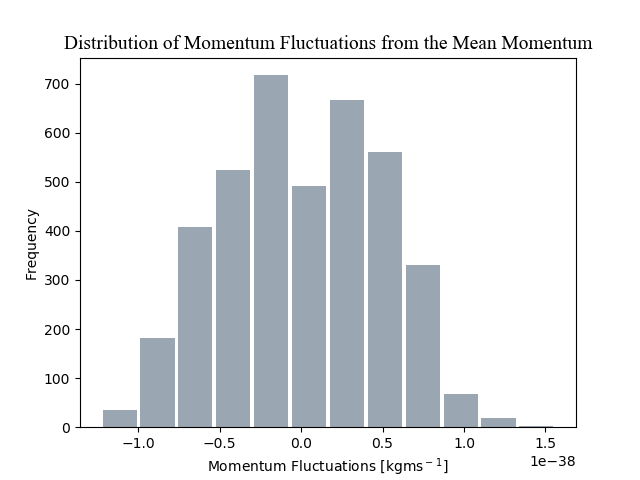 Distribution of Momentum Fluctuations from the Mean Momentum
700
600
500
400
300
200
100
0
Frequency
−1.0 −0.5 0.0 0.5 1.0 1.5
1e−38
Momentum Fluctuations [kgms⁻¹]